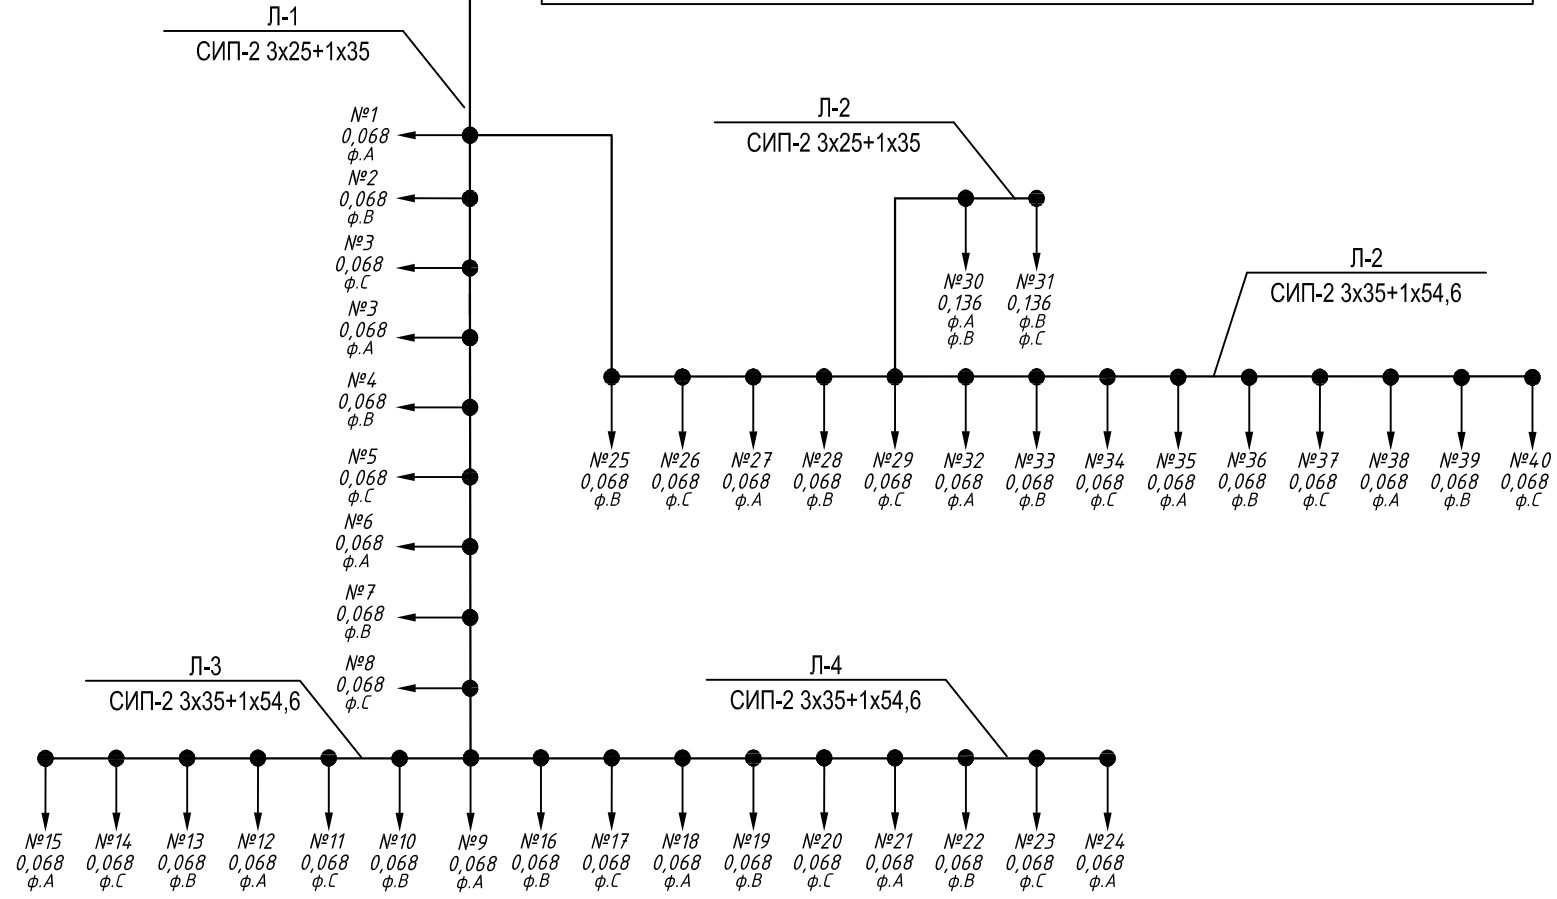 Л-1
СИП-2 3х25+1х35
№1
0,068
ф.А
№2
0,068
ф.В
№3
0,068
ф.С
№3
0,068
ф.А
№4
0,068
ф.В
№5
0,068
ф.С
№6
0,068
ф.А
№7
0,068
ф.В
№8
0,068
ф.С
Л-2
СИП-2 3х25+1х35
№30
0,136
ф.А
ф.В
№31
0,136
ф.В
ф.С
Л-2
СИП-2 3х35+1х54,6
№25
0,068
ф.В
№26
0,068
ф.С
№27
0,068
ф.А
№28
0,068
ф.В
№29
0,068
ф.С
№32
0,068
ф.А
№33
0,068
ф.В
№34
0,068
ф.С
№35
0,068
ф.А
№36
0,068
ф.В
№37
0,068
ф.С
№38
0,068
ф.А
№39
0,068
ф.В
№40
0,068
ф.С
Л-3
СИП-2 3х35+1х54,6
Л-4
СИП-2 3х35+1х54,6
№15
0,068
ф.А
№14
0,068
ф.С
№13
0,068
ф.В
№12
0,068
ф.А
№11
0,068
ф.С
№10
0,068
ф.В
№9
0,068
ф.А
№16
0,068
ф.В
№17
0,068
ф.С
№18
0,068
ф.А
№19
0,068
ф.В
№20
0,068
ф.С
№21
0,068
ф.А
№22
0,068
ф.В
№23
0,068
ф.С
№24
0,068
ф.А